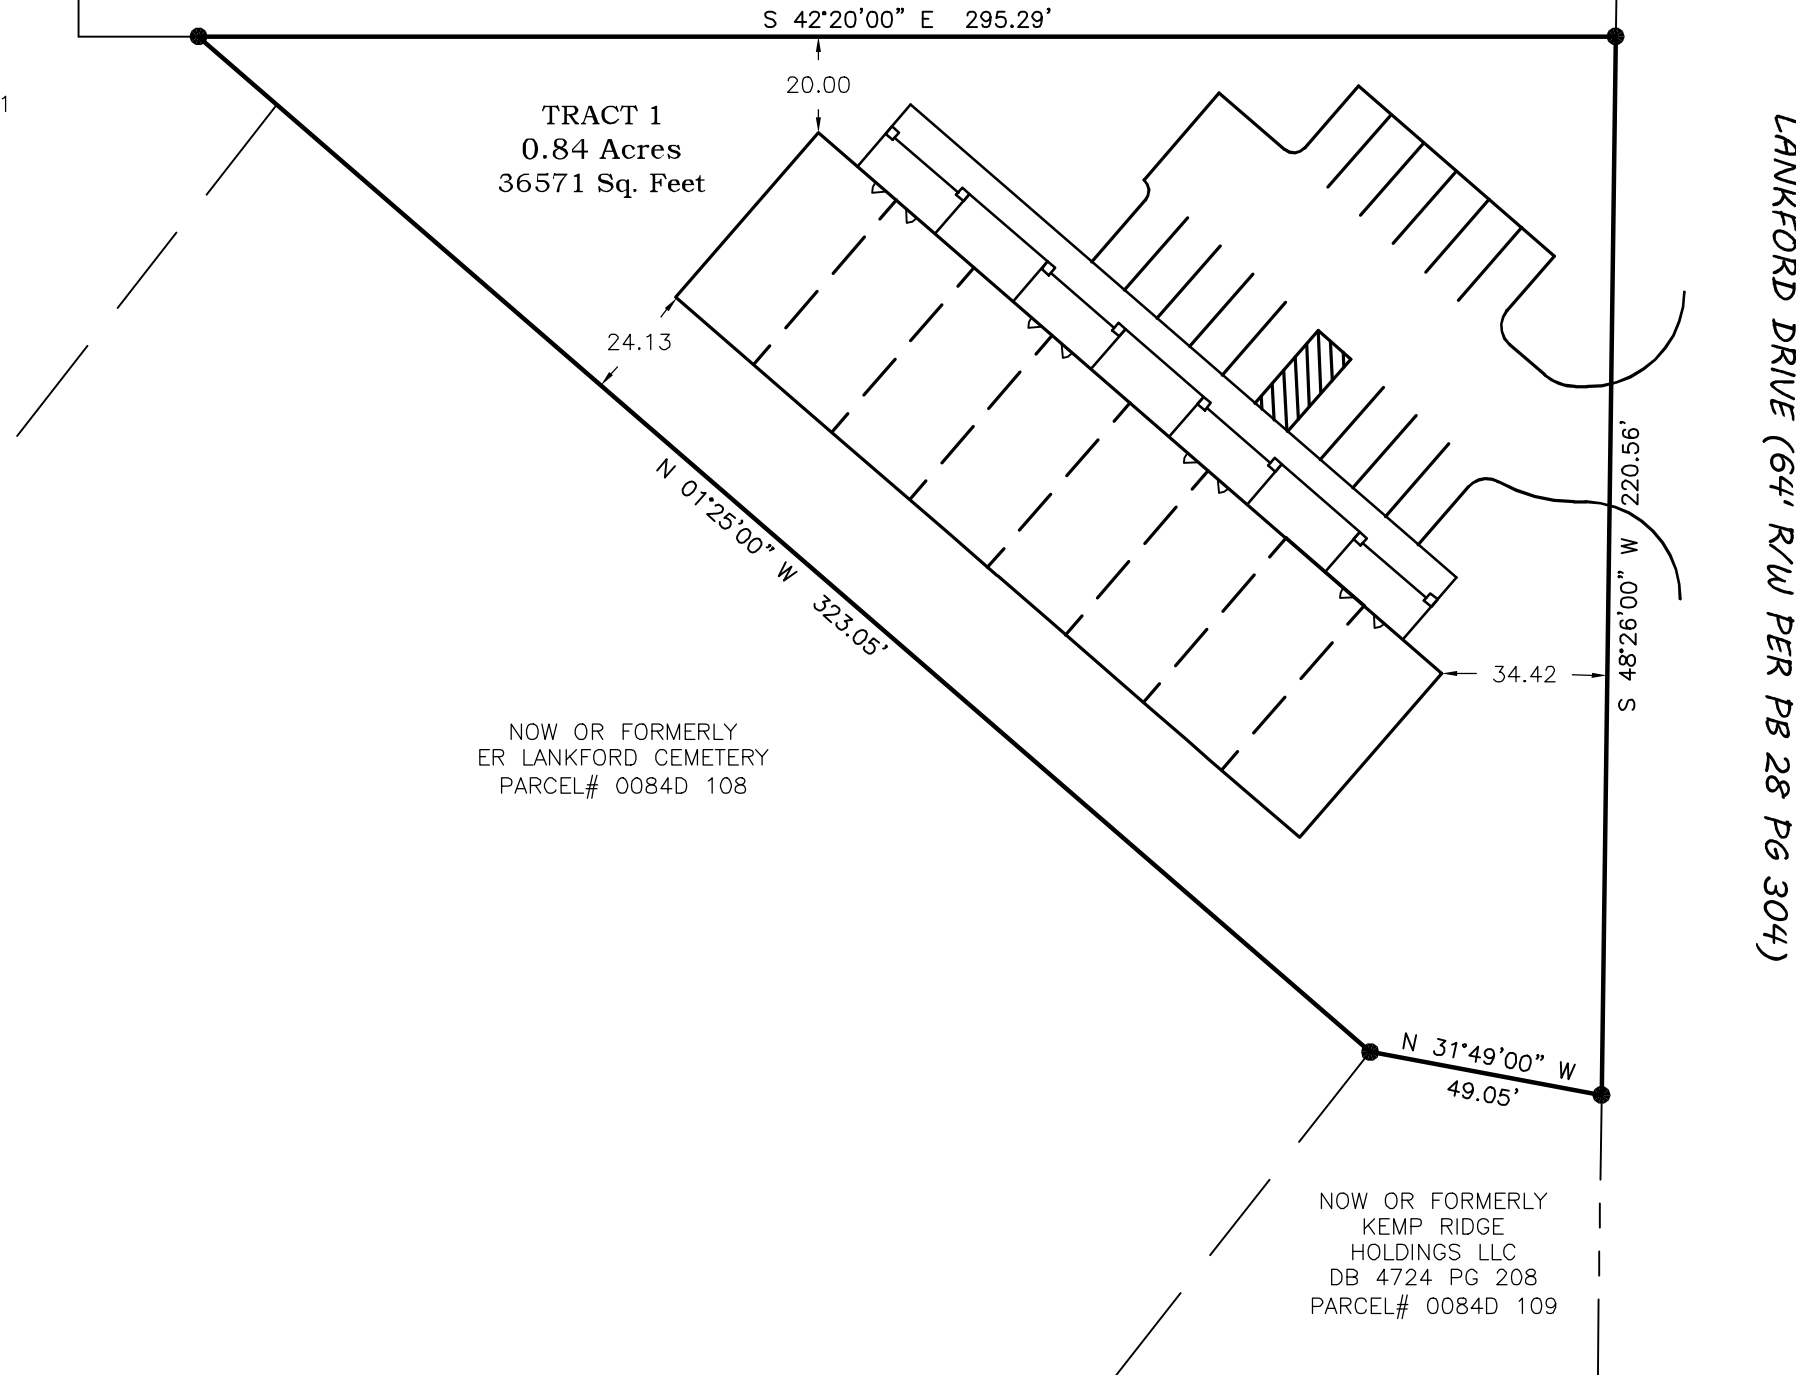 S 42°20'00" E 295.29'
1
20.00
TRACT 1
0.84 Acres
36571 Sq. Feet
24.13
N 01°25'00" W 323.05'
34.42
S 48°26'00" W 220.56'
LANKFORD DRIVE (64' R/W PER PB 28 PG 304)
NOW OR FORMERLY
ER LANKFORD CEMETERY
PARCEL# 0084D 108
N 31°49'00" W
49.05'
NOW OR FORMERLY
KEMP RIDGE
HOLDINGS LLC
DB 4724 PG 208
PARCEL# 0084D 109